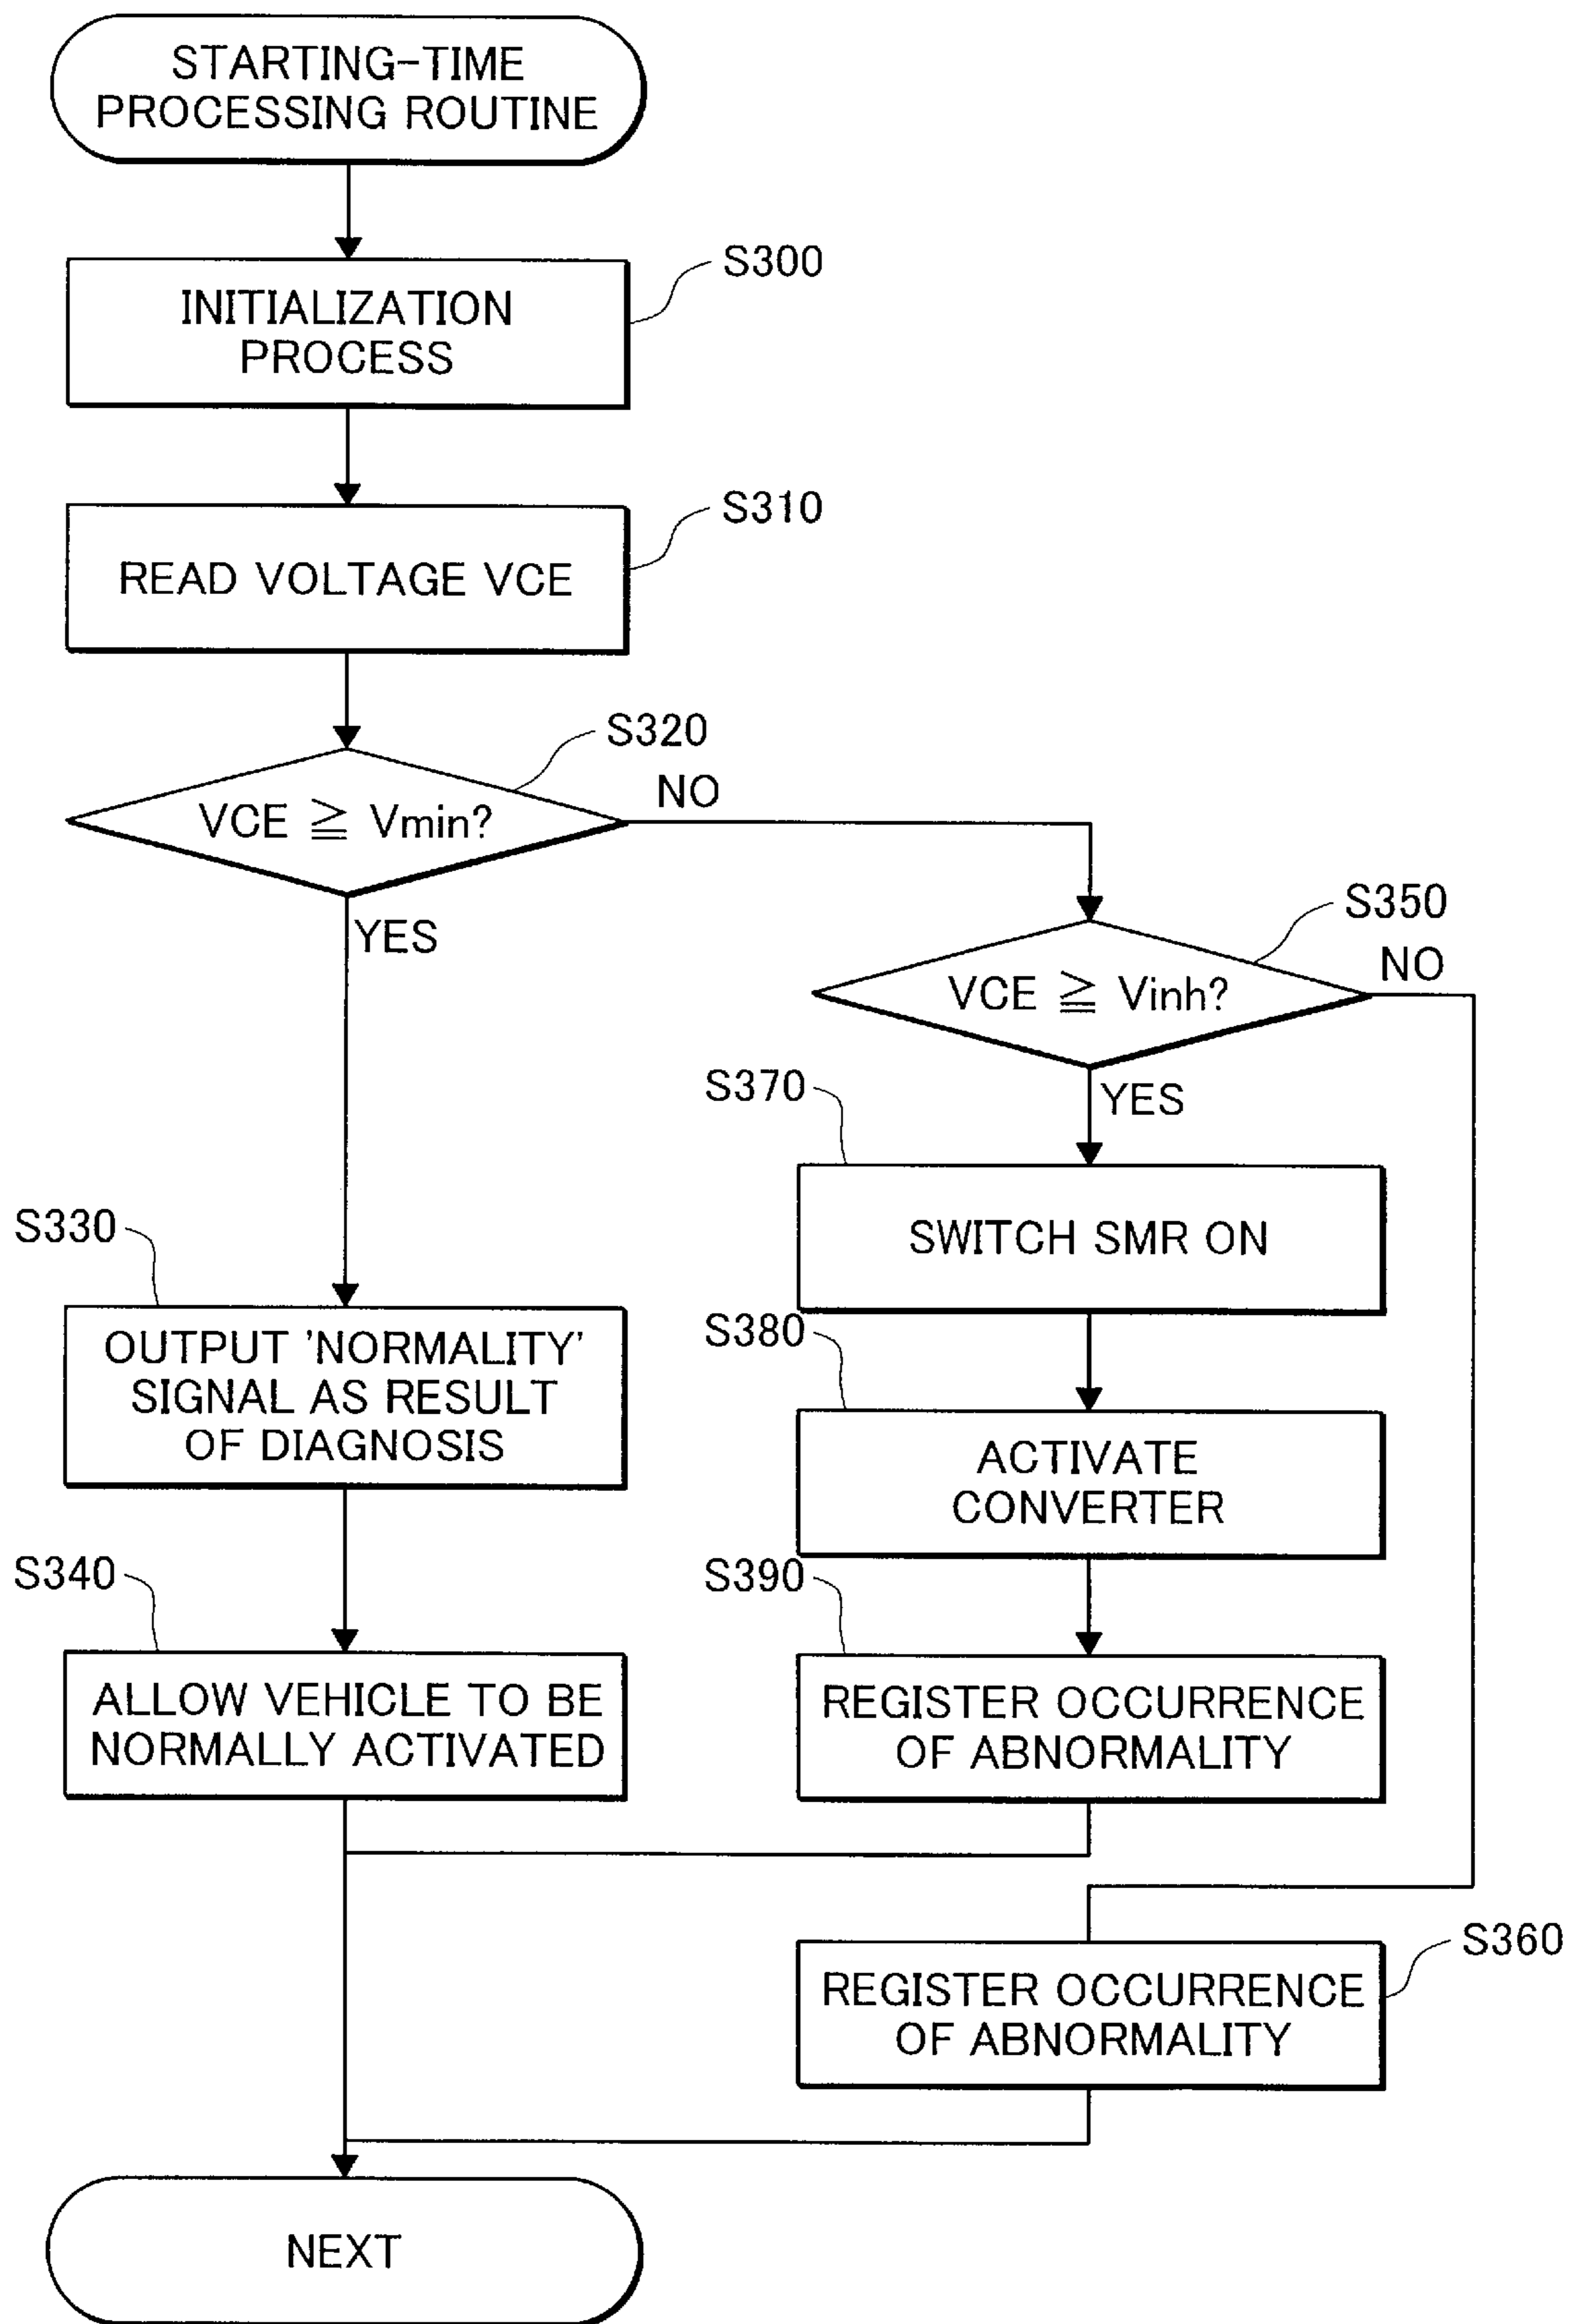 STARTING-TIME
PROCESSING ROUTINE
S300
INITIALIZATION
PROCESS
S310
READ VOLTAGE VCE
S320
VCE ≧ Vmin?
NO
YES
S350
VCE ≧ Vinh?
NO
YES
S370
SWITCH SMR ON
S330
OUTPUT 'NORMALITY'
SIGNAL AS RESULT
OF DIAGNOSIS
S380
ACTIVATE
CONVERTER
S340
ALLOW VEHICLE TO BE
NORMALLY ACTIVATED
S390
REGISTER OCCURRENCE
OF ABNORMALITY
S360
REGISTER OCCURRENCE
OF ABNORMALITY
NEXT